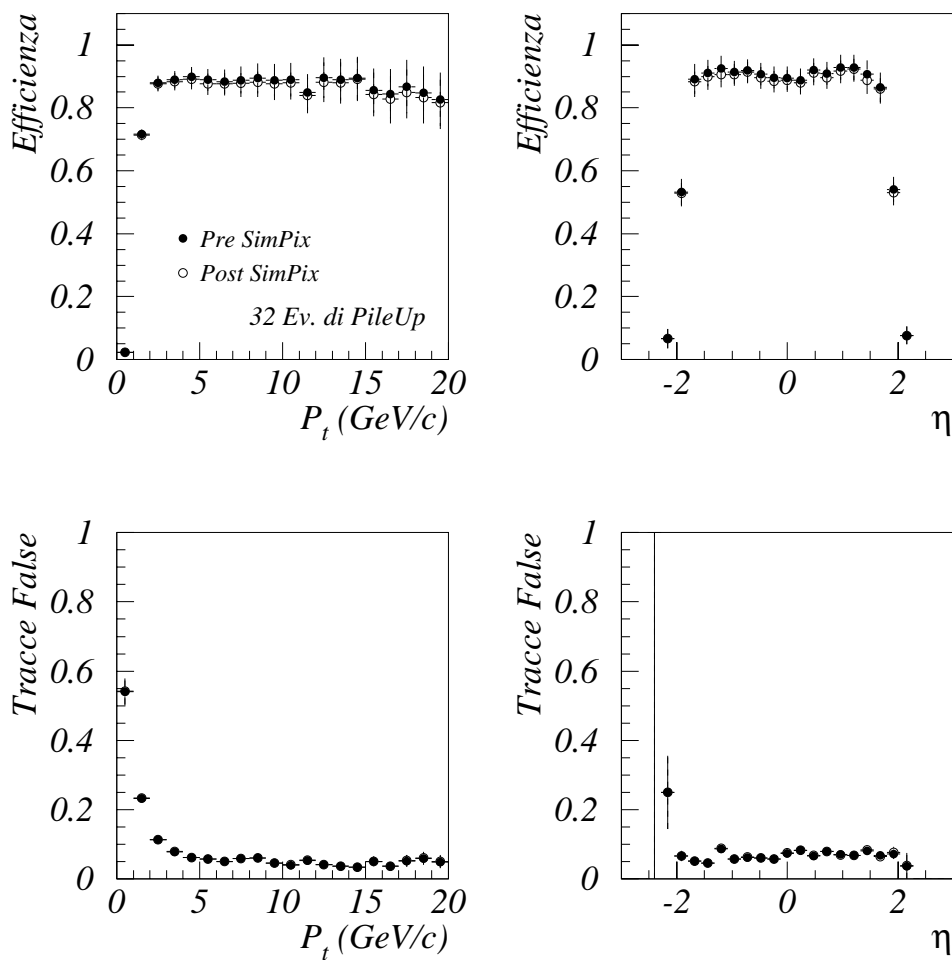 Efficienza
1
0.8
0.6
0.4
0.2
0
Pre SimPix
Post SimPix
32 Ev. di PileUp
0 5 10 15 20
P_t (GeV/c)
Efficienza
1
0.8
0.6
0.4
0.2
0
-2 0 2
η
Tracce False
1
0.8
0.6
0.4
0.2
0
0 5 10 15 20
P_t (GeV/c)
Tracce False
1
0.8
0.6
0.4
0.2
0
-2 0 2
η